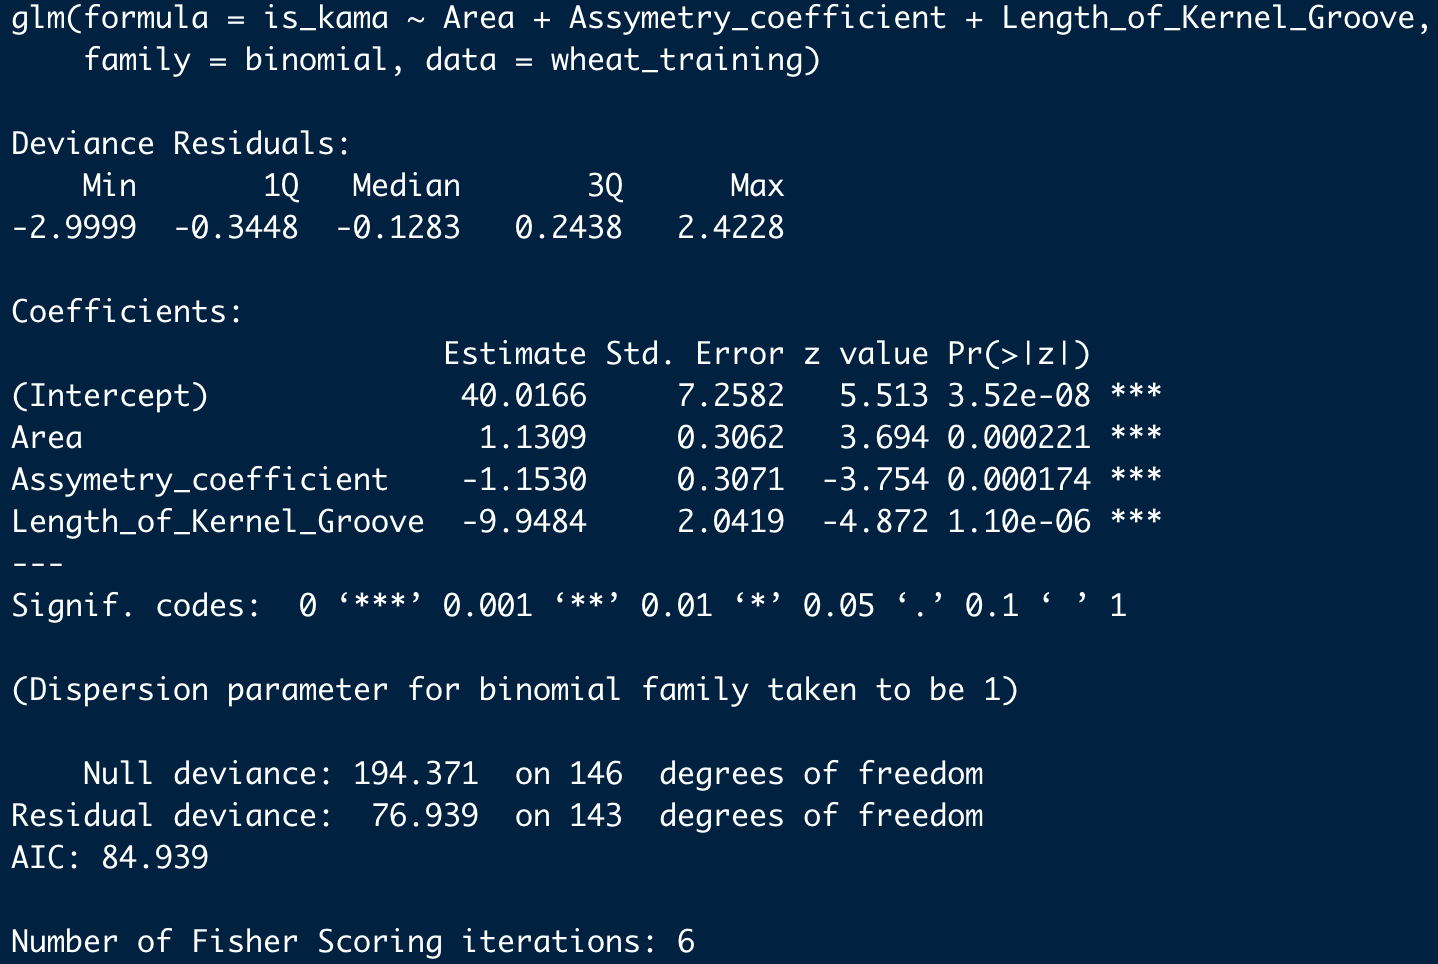 glm(formula = is_kama ~ Area + Assymetry_coefficient + Length_of_Kernel_Groove,
    family = binomial, data = wheat_training)

Deviance Residuals:
    Min       1Q   Median       3Q      Max
-2.9999  -0.3448  -0.1283   0.2438   2.4228

Coefficients:
                        Estimate Std. Error z value Pr(>|z|)
(Intercept)              40.0166     7.2582   5.513 3.52e-08 ***
Area                      1.1309     0.3062   3.694 0.000221 ***
Assymetry_coefficient    -1.1530     0.3071  -3.754 0.000174 ***
Length_of_Kernel_Groove  -9.9484     2.0419  -4.872 1.10e-06 ***
---
Signif. codes:  0 ‘***’ 0.001 ‘**’ 0.01 ‘*’ 0.05 ‘.’ 0.1 ‘ ’ 1

(Dispersion parameter for binomial family taken to be 1)

    Null deviance: 194.371  on 146  degrees of freedom
Residual deviance:  76.939  on 143  degrees of freedom
AIC: 84.939

Number of Fisher Scoring iterations: 6